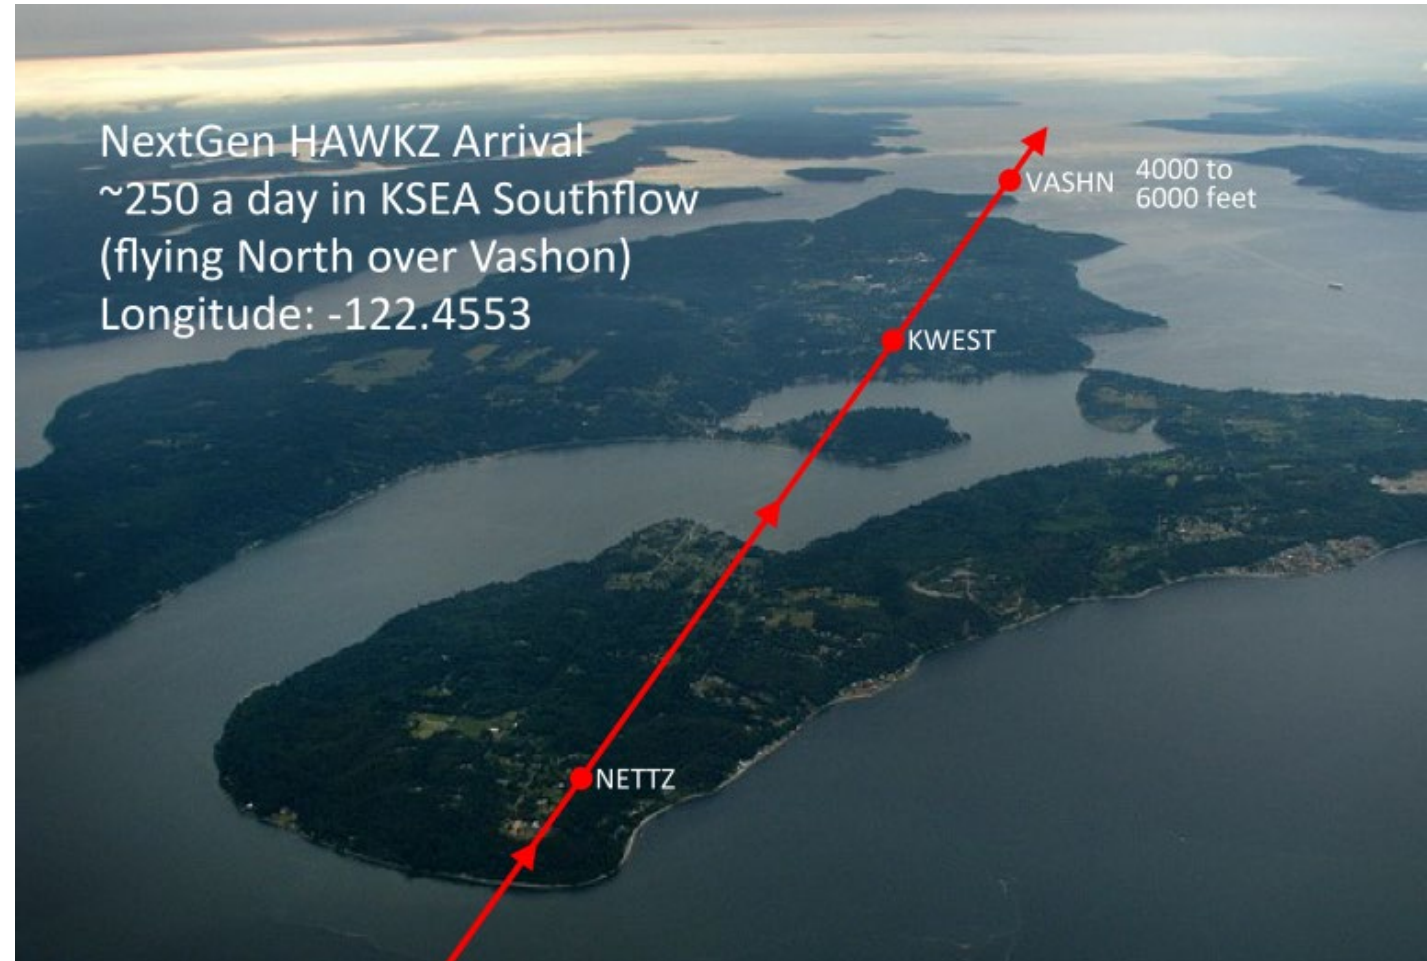 NextGen HAWKZ Arrival
~250 a day in KSEA Southflow
(flying North over Vashon)
Longitude: -122.4553
VASHN
4000 to
6000 feet
KWEST
NETTZ